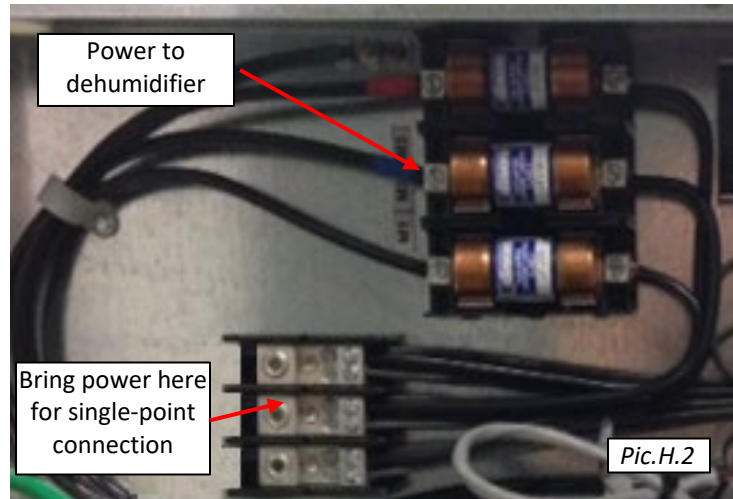 Power to
dehumidifier
Bring power here
for single-point
connection
Pic.H.2